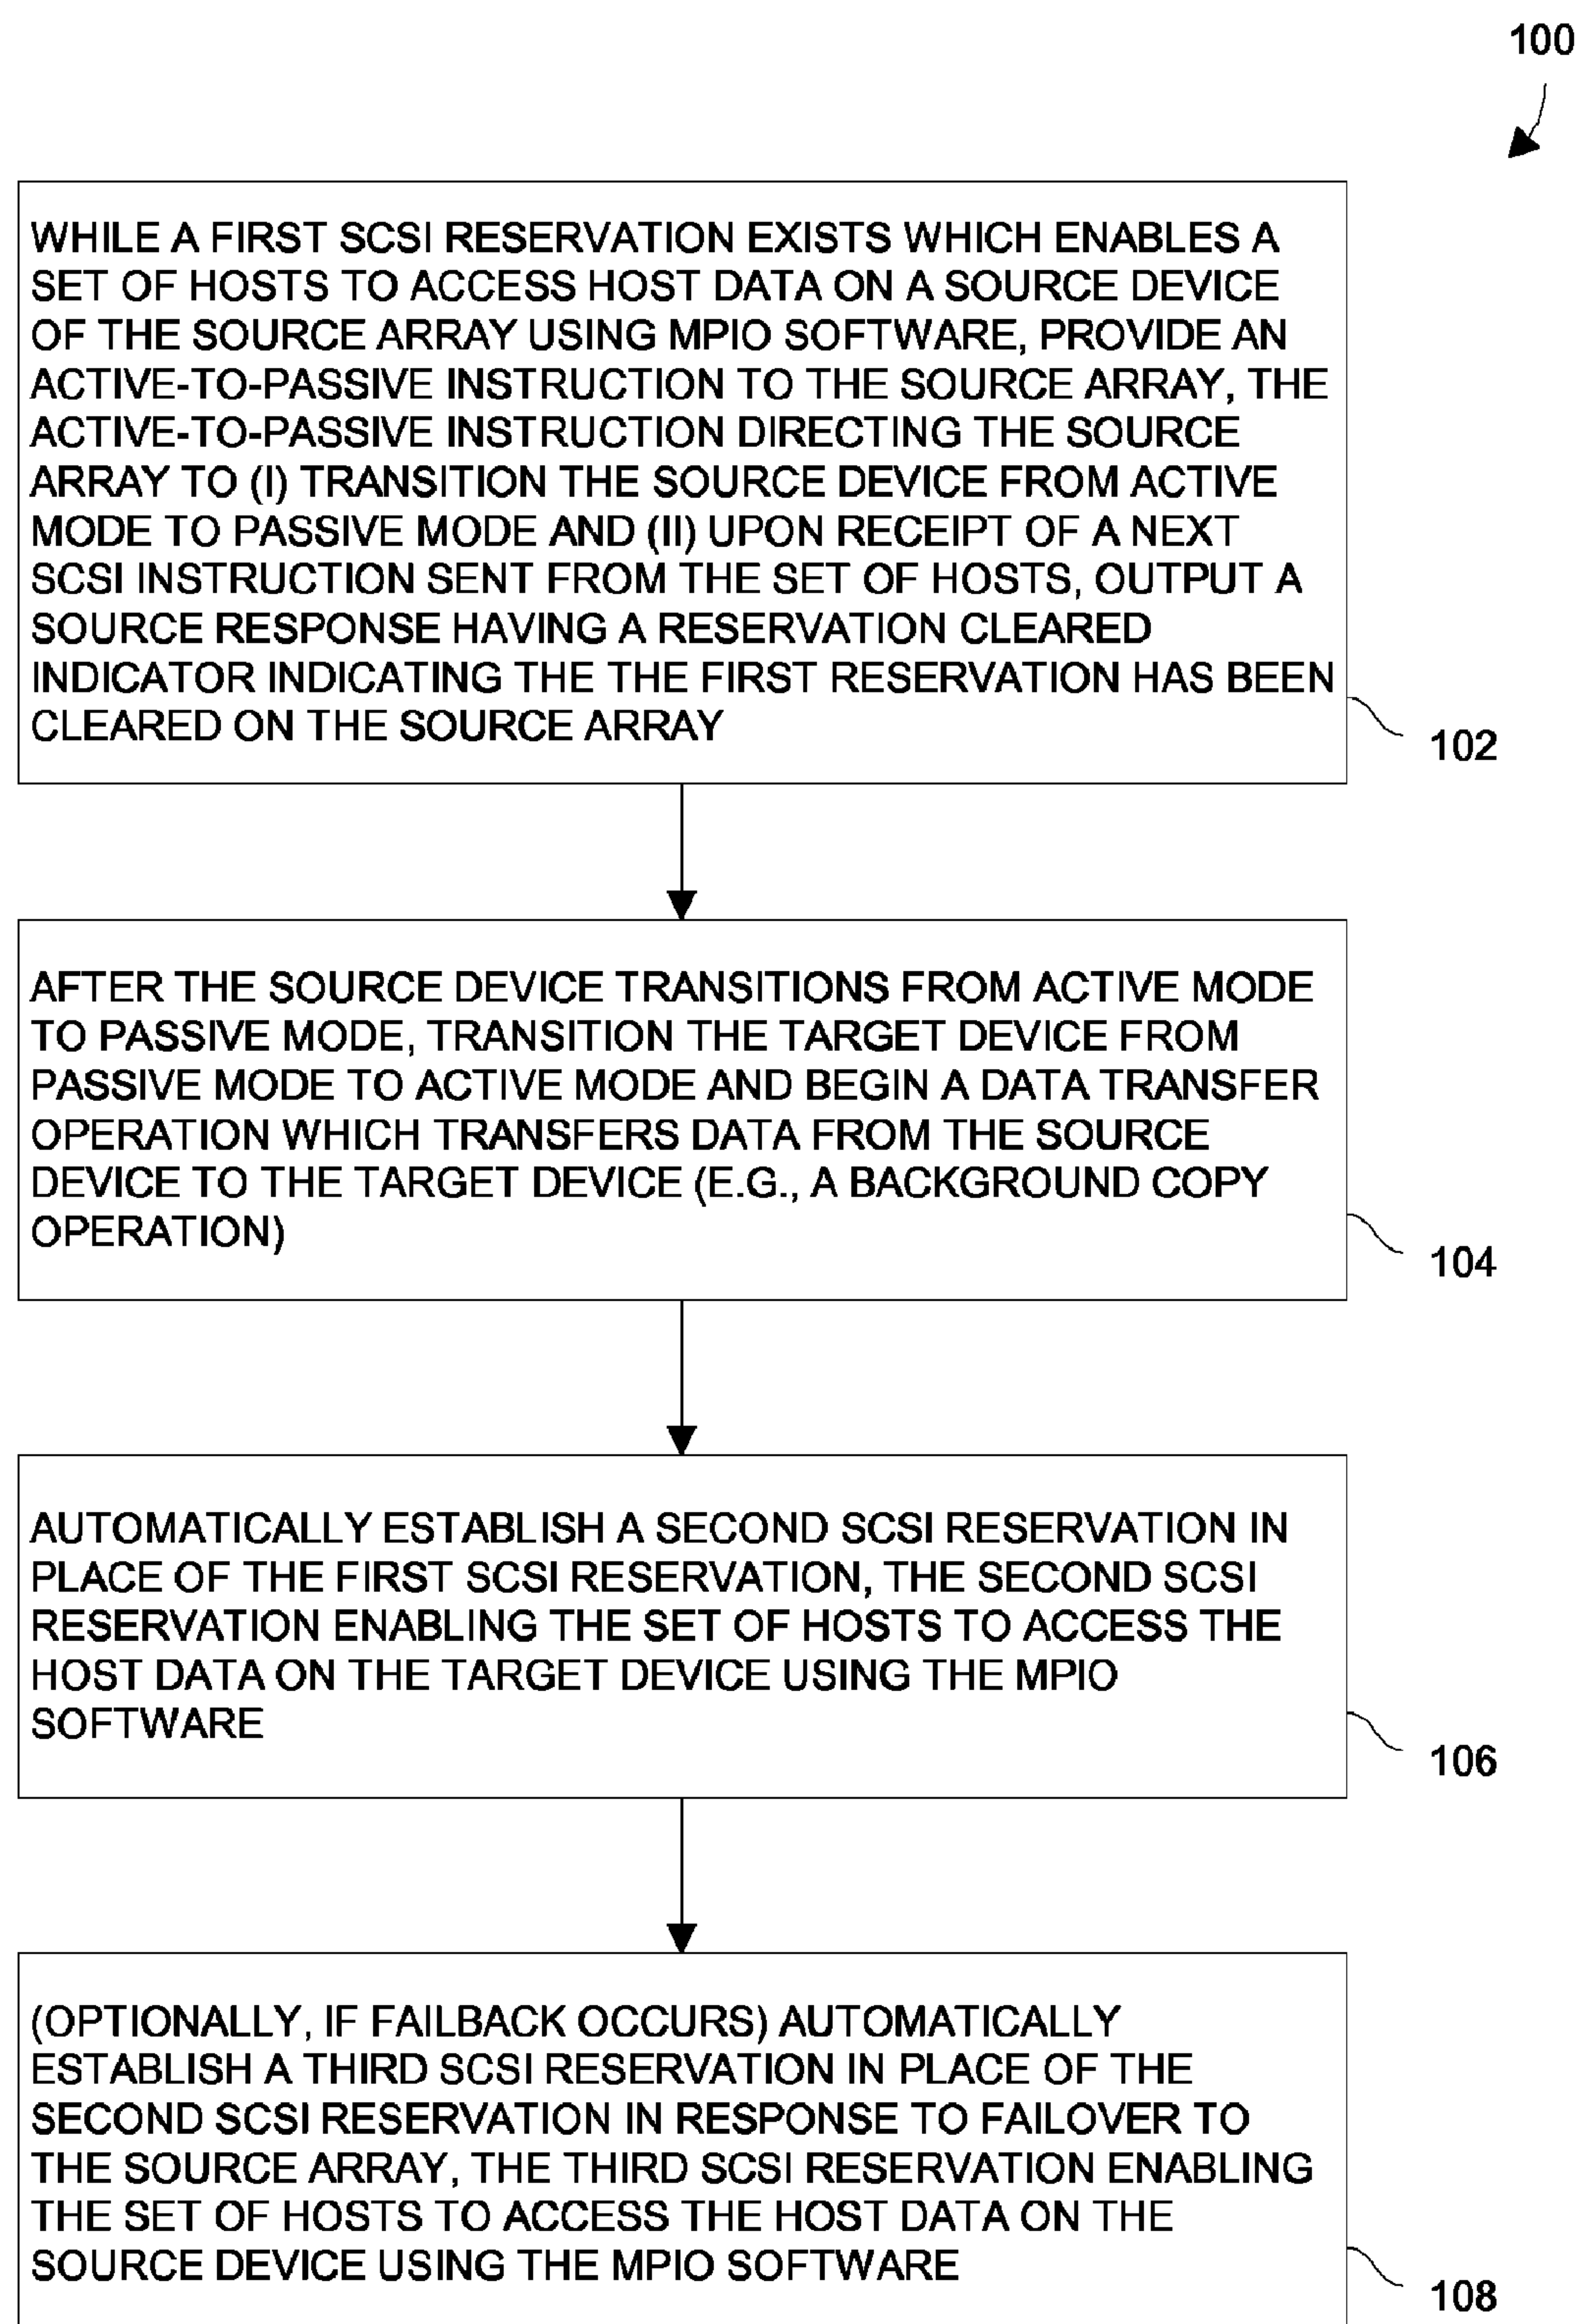 100
WHILE A FIRST SCSI RESERVATION EXISTS WHICH ENABLES A
SET OF HOSTS TO ACCESS HOST DATA ON A SOURCE DEVICE
OF THE SOURCE ARRAY USING MPIO SOFTWARE, PROVIDE AN
ACTIVE-TO-PASSIVE INSTRUCTION TO THE SOURCE ARRAY, THE
ACTIVE-TO-PASSIVE INSTRUCTION DIRECTING THE SOURCE
ARRAY TO (I) TRANSITION THE SOURCE DEVICE FROM ACTIVE
MODE TO PASSIVE MODE AND (II) UPON RECEIPT OF A NEXT
SCSI INSTRUCTION SENT FROM THE SET OF HOSTS, OUTPUT A
SOURCE RESPONSE HAVING A RESERVATION CLEARED
INDICATOR INDICATING THE THE FIRST RESERVATION HAS BEEN
CLEARED ON THE SOURCE ARRAY
102
AFTER THE SOURCE DEVICE TRANSITIONS FROM ACTIVE MODE
TO PASSIVE MODE, TRANSITION THE TARGET DEVICE FROM
PASSIVE MODE TO ACTIVE MODE AND BEGIN A DATA TRANSFER
OPERATION WHICH TRANSFERS DATA FROM THE SOURCE
DEVICE TO THE TARGET DEVICE (E.G., A BACKGROUND COPY
OPERATION)
104
AUTOMATICALLY ESTABLISH A SECOND SCSI RESERVATION IN
PLACE OF THE FIRST SCSI RESERVATION, THE SECOND SCSI
RESERVATION ENABLING THE SET OF HOSTS TO ACCESS THE
HOST DATA ON THE TARGET DEVICE USING THE MPIO
SOFTWARE
106
(OPTIONALLY, IF FAILBACK OCCURS) AUTOMATICALLY
ESTABLISH A THIRD SCSI RESERVATION IN PLACE OF THE
SECOND SCSI RESERVATION IN RESPONSE TO FAILOVER TO
THE SOURCE ARRAY, THE THIRD SCSI RESERVATION ENABLING
THE SET OF HOSTS TO ACCESS THE HOST DATA ON THE
SOURCE DEVICE USING THE MPIO SOFTWARE
108